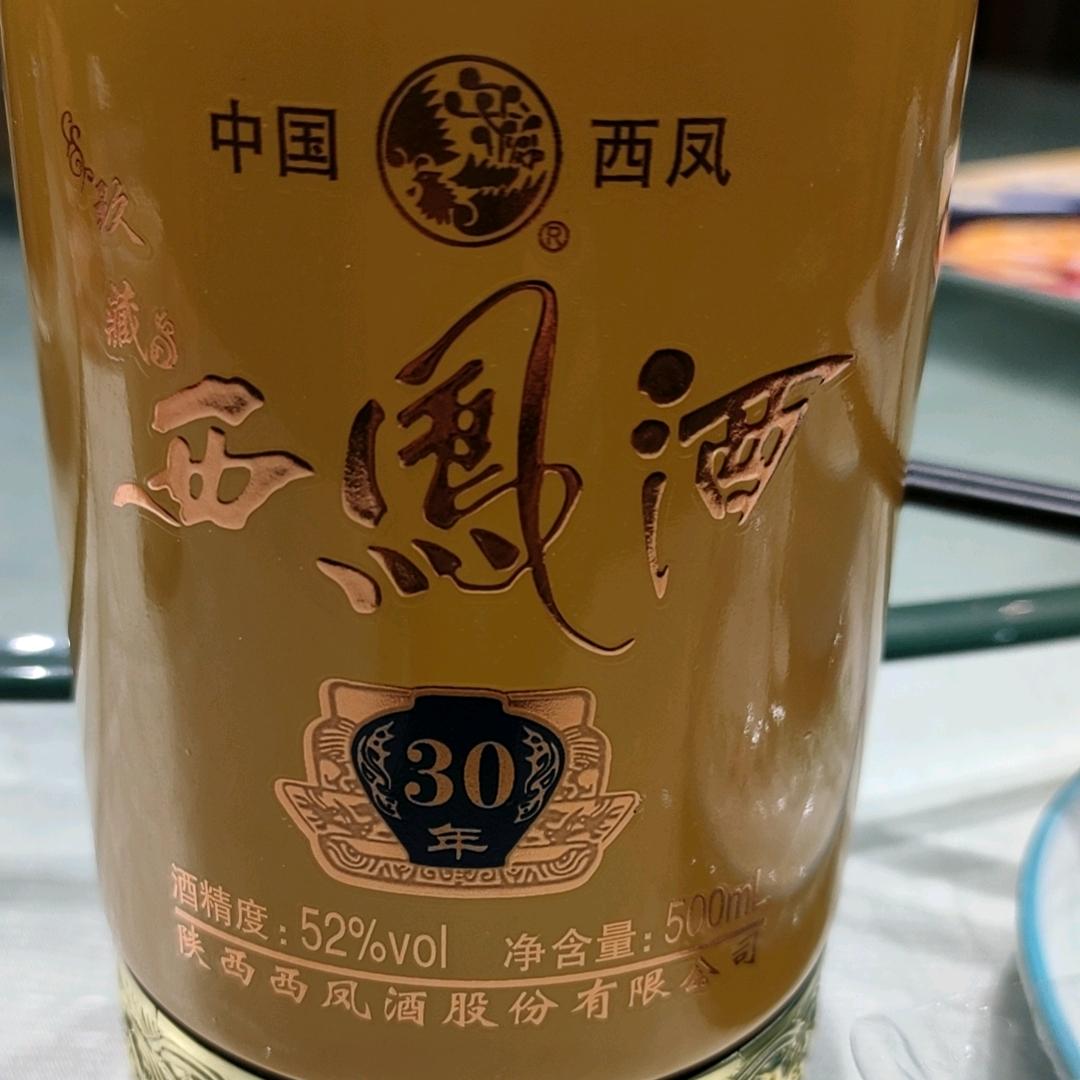 中国 西凤
®
藏
西鳳酒
30
年
酒精度:52%vol 净含量:500mL
陕西西凤酒股份有限公司